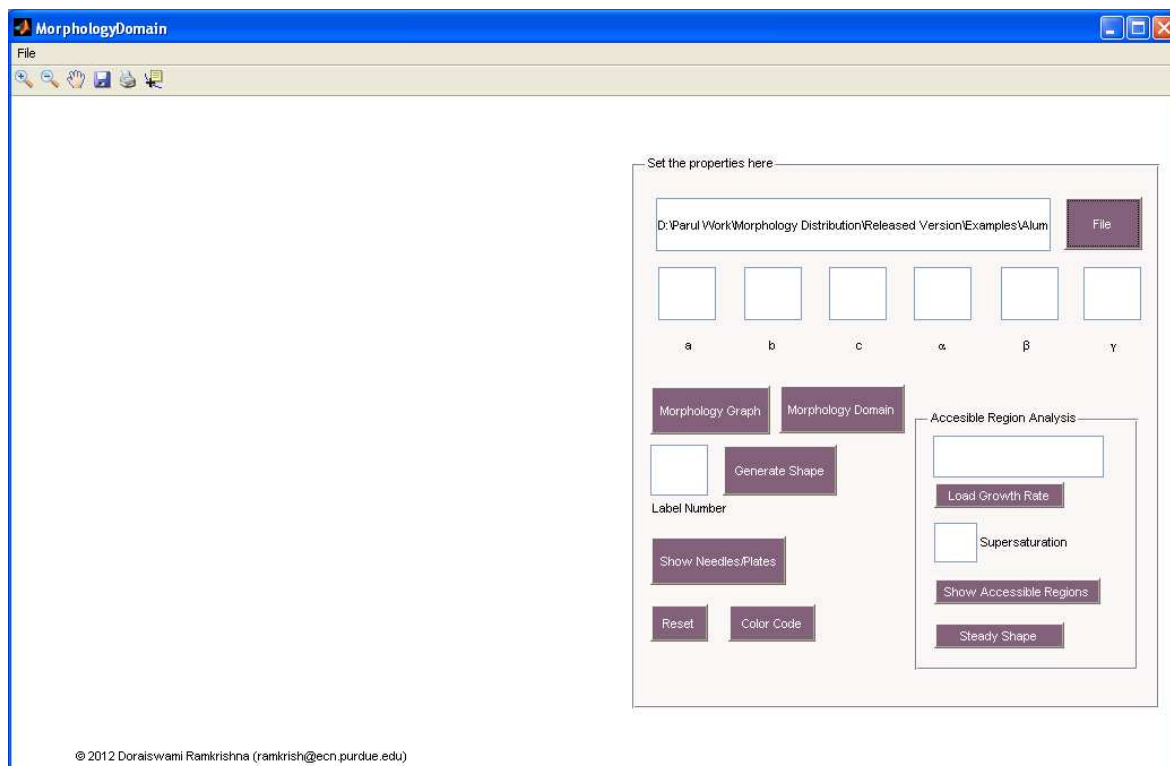 MorphologyDomain
File
Set the properties here
D:\Parul Work\Morphology Distribution\Released Version\Examples\Alum
File
a b c α β γ
Morphology Graph
Morphology Domain
Accesible Region Analysis
Generate Shape
Label Number
Load Growth Rate
Supersaturation
Show Needles/Plates
Show Accessible Regions
Reset
Color Code
Steady Shape
© 2012 Doraiswami Ramkrishna (ramkrish@ecn.purdue.edu)